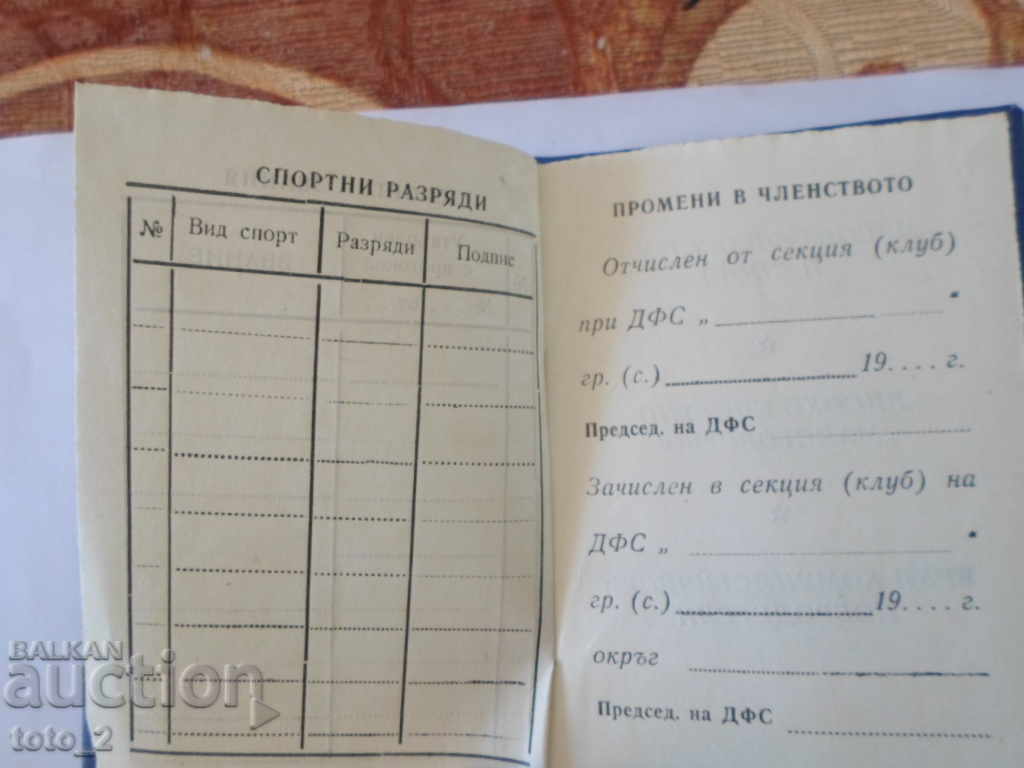 СПОРТНИ РАЗРЯДИ
№ Вид спорт Разряди Подпис
ПРОМЕНИ В ЧЛЕНСТВОТО
Отчислен от секция (клуб)
при ДФС „ "
гр. (с.) 19.... г.
Председ. на ДФС
Зачислен в секция (клуб) на
ДФС „ "
гр. (с.) 19.... г.
окръг
Председ. на ДФС
BALKAN
auction
toto_2